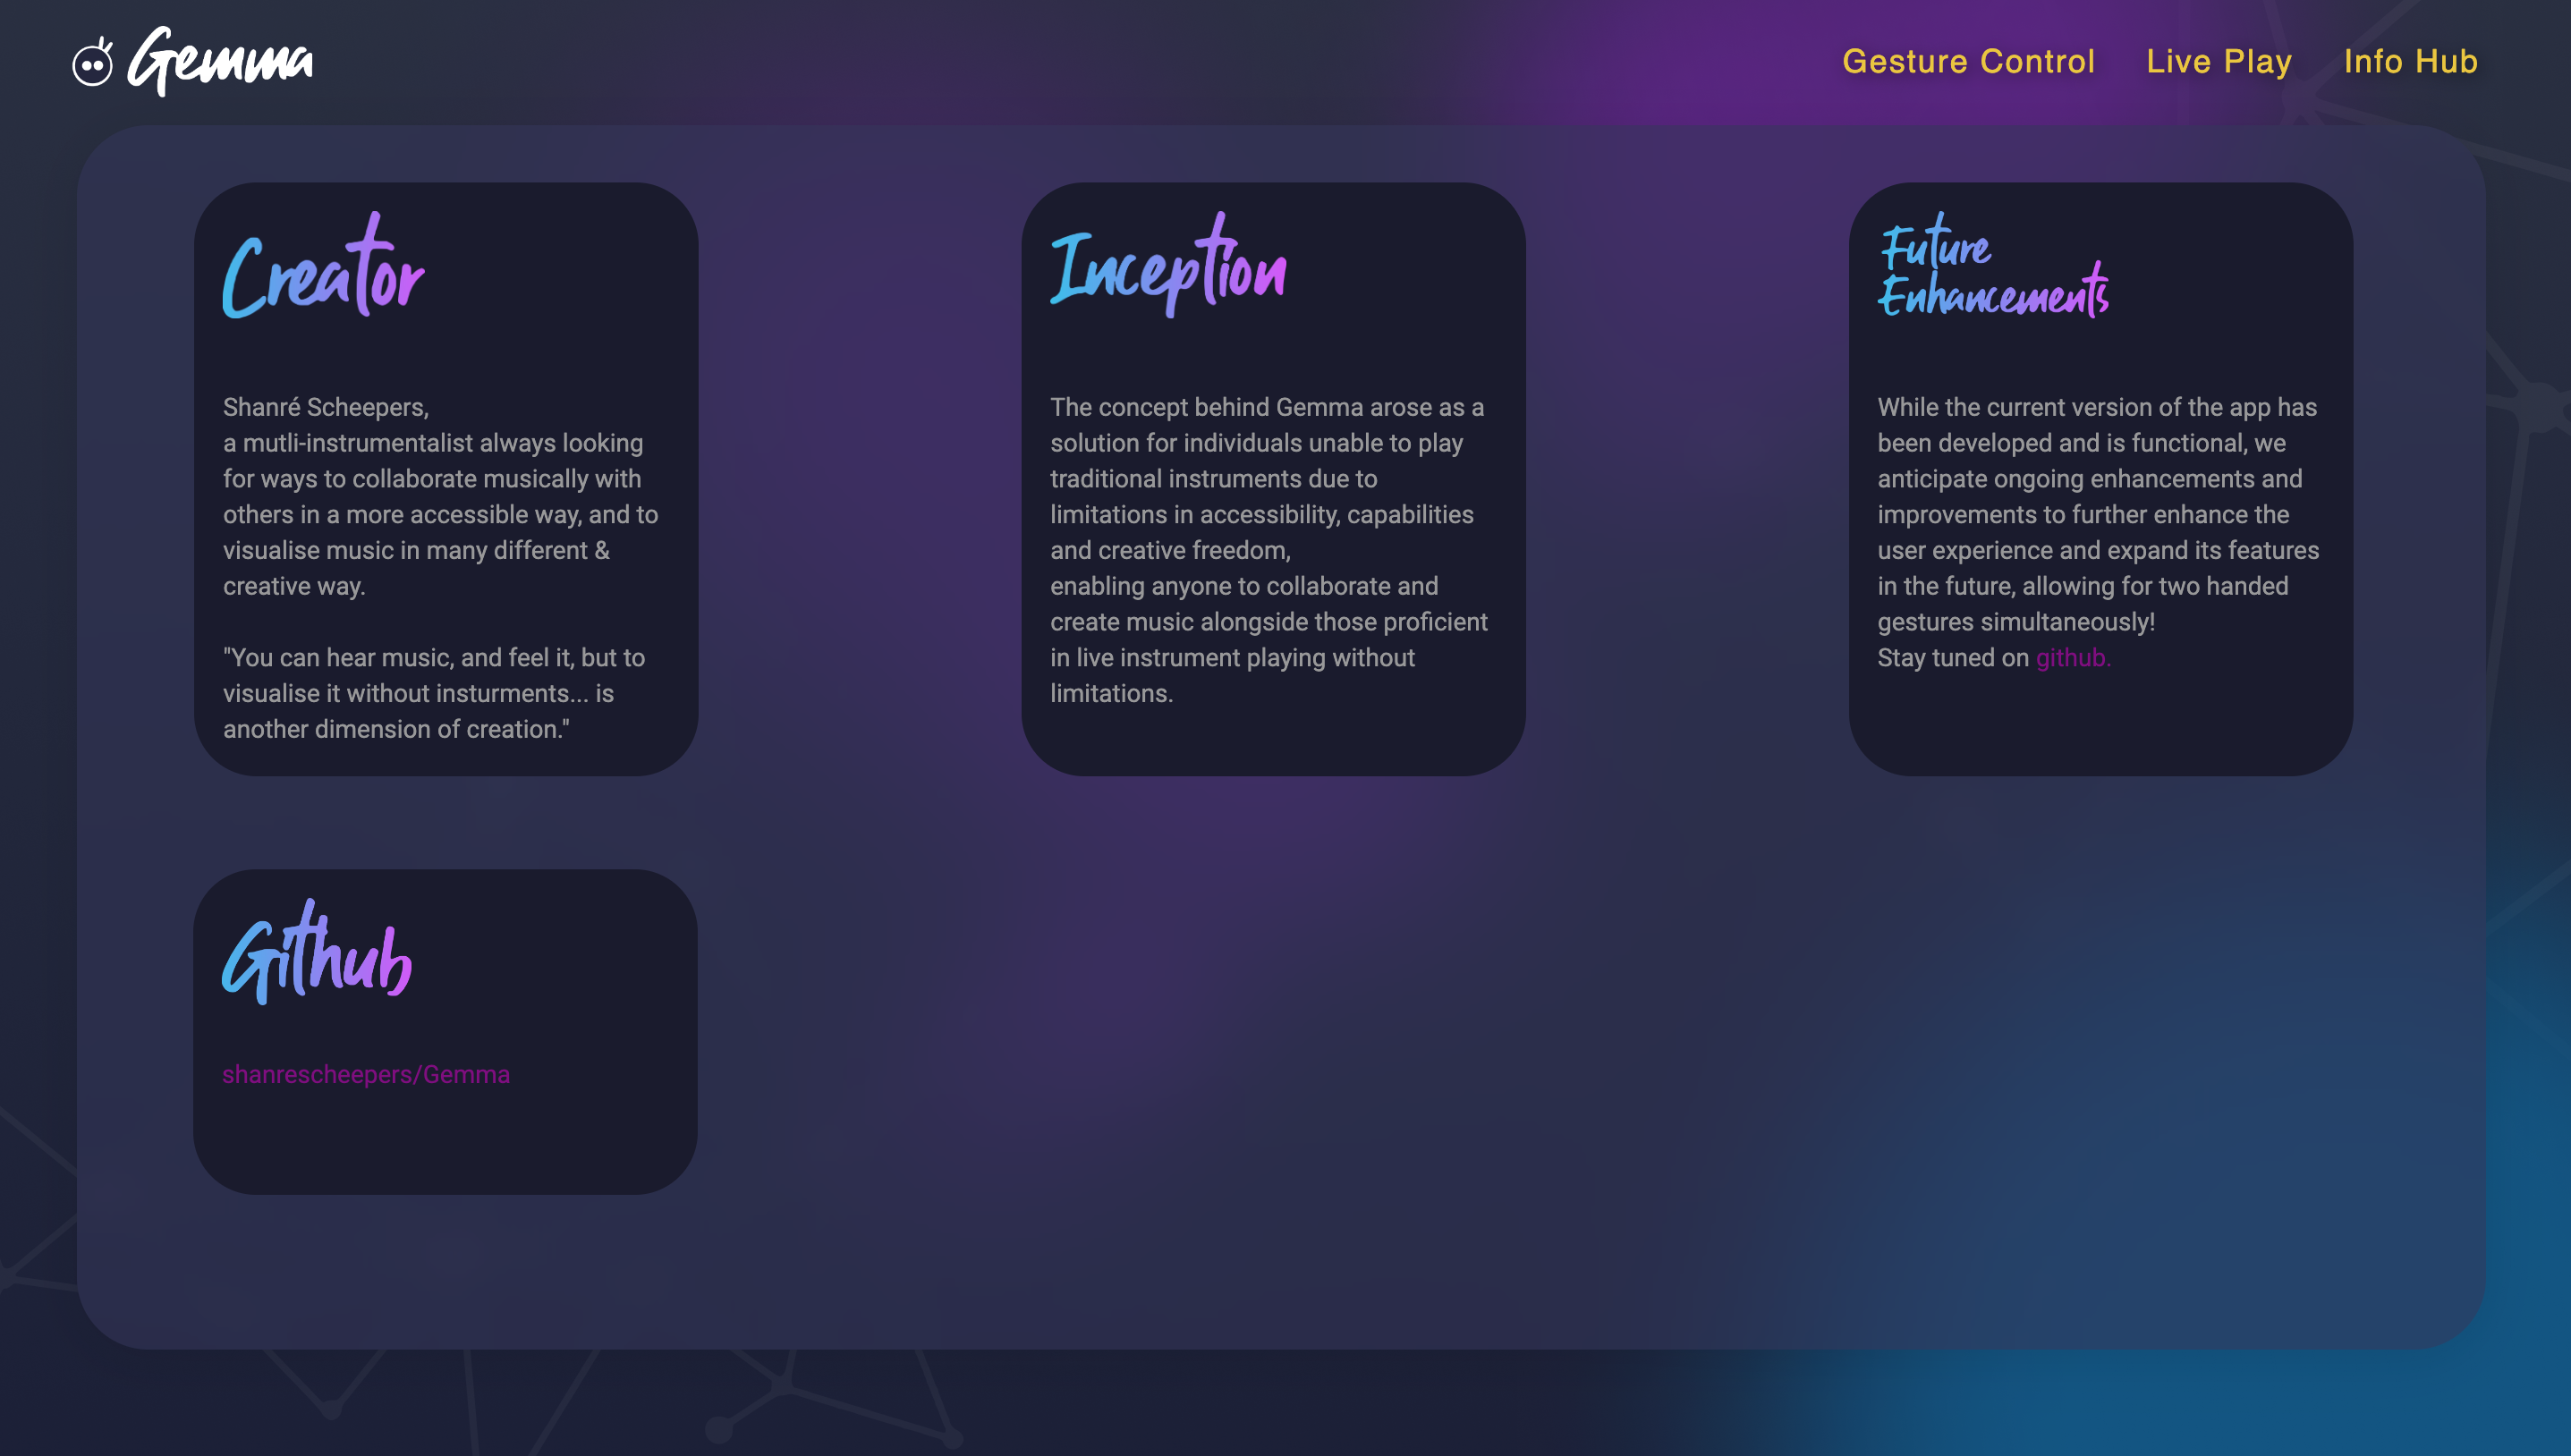 Gemma
Gesture Control
Live Play
Info Hub
Creator
Shanré Scheepers,
a mutli-instrumentalist always looking
for ways to collaborate musically with
others in a more accessible way, and to
visualise music in many different &
creative way.
"You can hear music, and feel it, but to
visualise it without insturments... is
another dimension of creation."
Inception
The concept behind Gemma arose as a
solution for individuals unable to play
traditional instruments due to
limitations in accessibility, capabilities
and creative freedom,
enabling anyone to collaborate and
create music alongside those proficient
in live instrument playing without
limitations.
Future
Enhancements
While the current version of the app has
been developed and is functional, we
anticipate ongoing enhancements and
improvements to further enhance the
user experience and expand its features
in the future, allowing for two handed
gestures simultaneously!
Stay tuned on github.
Github
shanrescheepers/Gemma